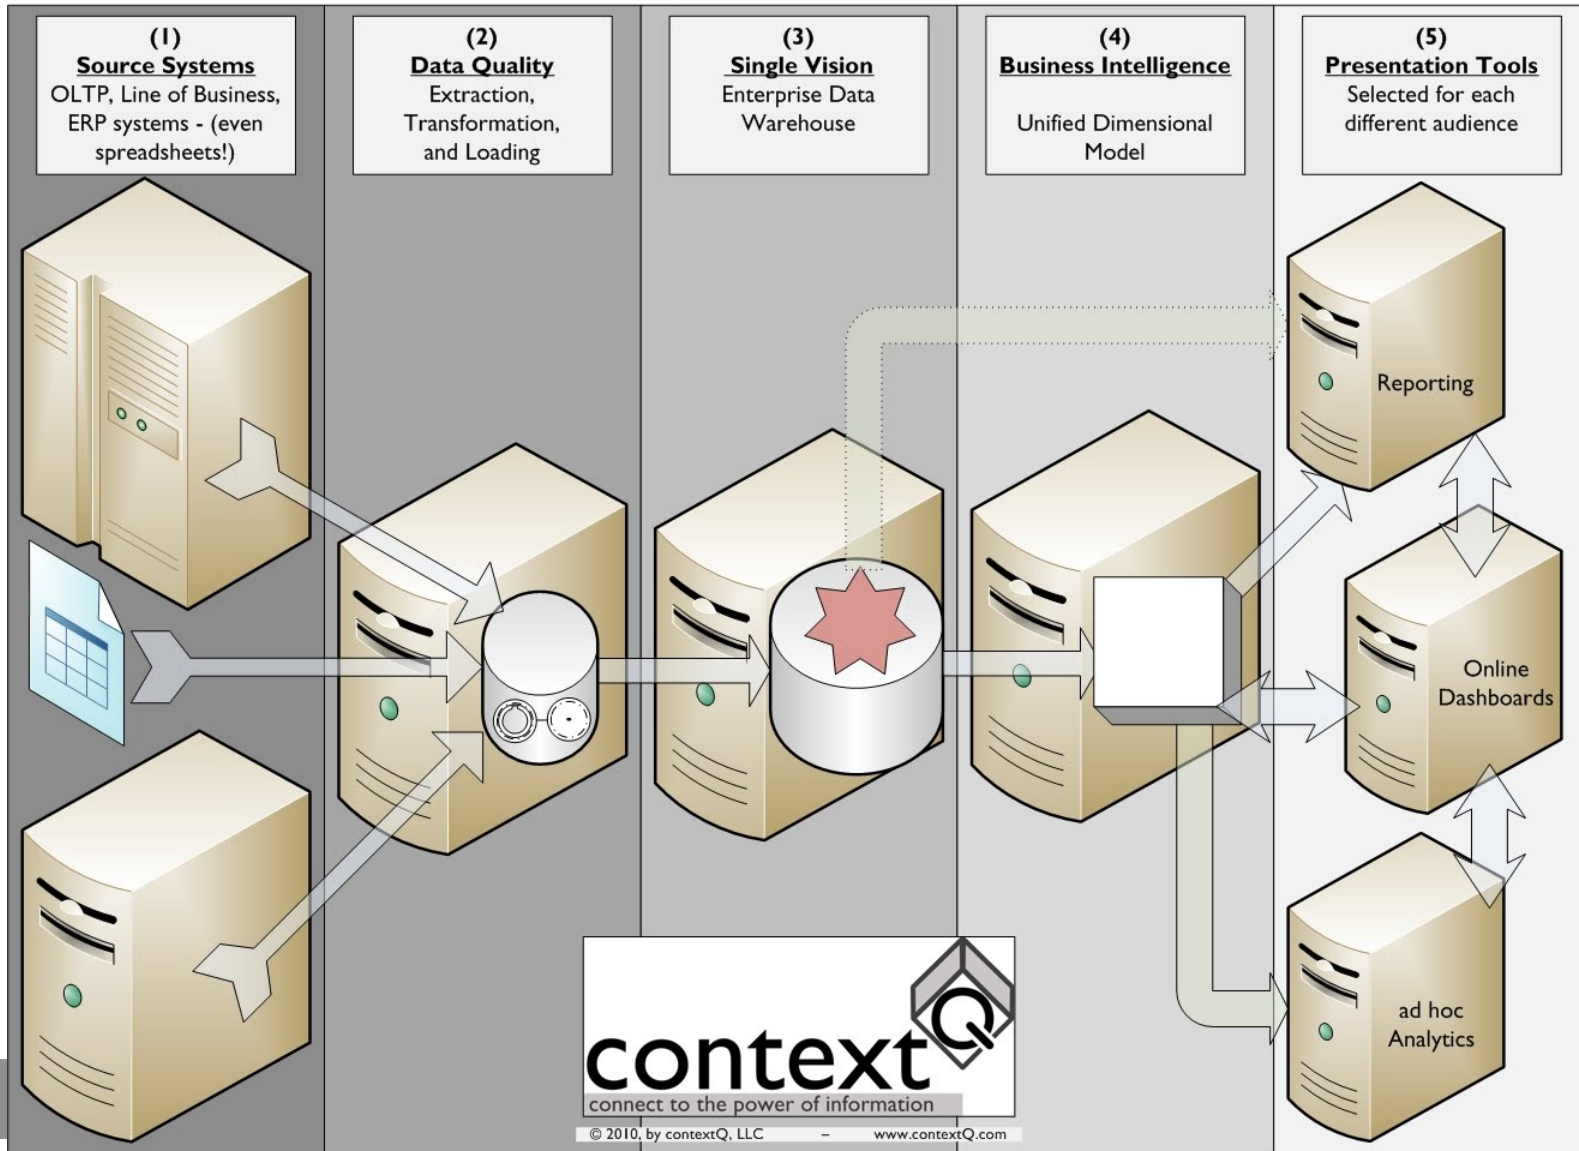 (1)
Source Systems
OLTP, Line of Business,
ERP systems - (even
spreadsheets!)
(2)
Data Quality
Extraction,
Transformation,
and Loading
(3)
Single Vision
Enterprise Data
Warehouse
(4)
Business Intelligence
Unified Dimensional
Model
(5)
Presentation Tools
Selected for each
different audience
Reporting
Online
Dashboards
ad hoc
Analytics
contextQ
connect to the power of information
© 2010, by contextQ, LLC – www.contextQ.com